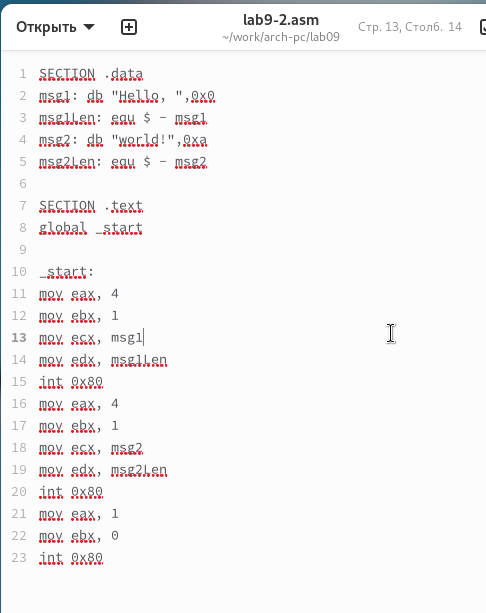 Открыть
lab9-2.asm
~/work/arch-pc/lab09
Стр. 13, Столб. 14
1 SECTION .data
2 msg1: db "Hello, ",0x0
3 msg1Len: equ $ - msg1
4 msg2: db "world!",0xa
5 msg2Len: equ $ - msg2
6
7 SECTION .text
8 global _start
9
10 _start:
11 mov eax, 4
12 mov ebx, 1
13 mov ecx, msg1
14 mov edx, msg1Len
15 int 0x80
16 mov eax, 4
17 mov ebx, 1
18 mov ecx, msg2
19 mov edx, msg2Len
20 int 0x80
21 mov eax, 1
22 mov ebx, 0
23 int 0x80